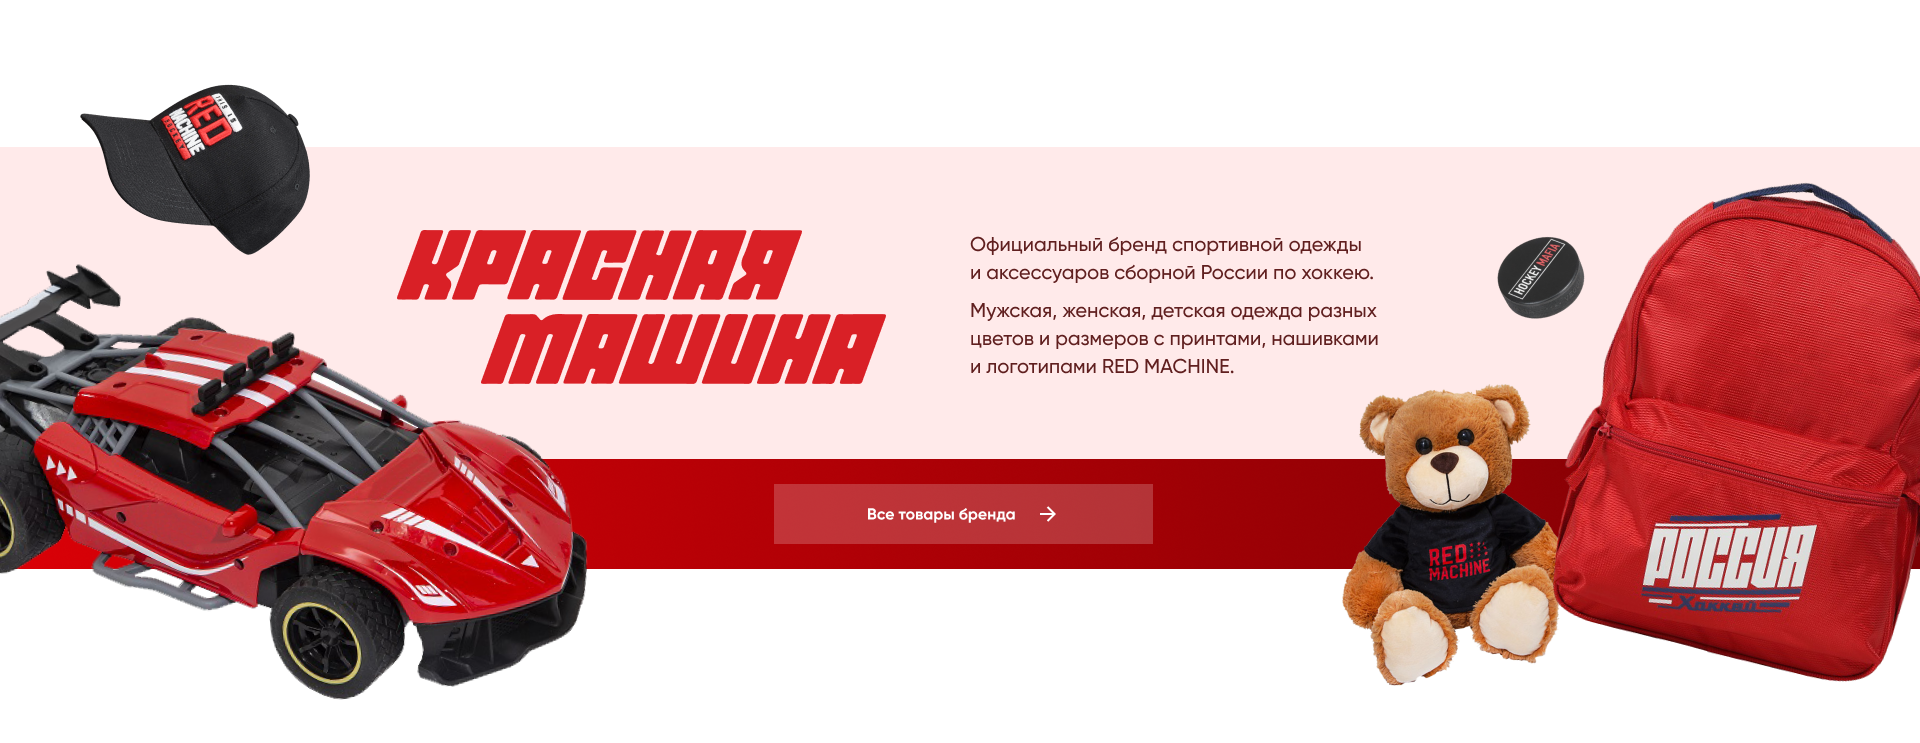 RED
MACHINE
КРАСНАЯ
МАШИНА
Официальный бренд спортивной одежды
и аксессуаров сборной России по хоккею.
Мужская, женская, детская одежда разных
цветов и размеров с принтами, нашивками
и логотипами RED MACHINE.
HOCKEY MAFIA
Все товары бренда
RED
MACHINE
РОССИЯ
Хоккей